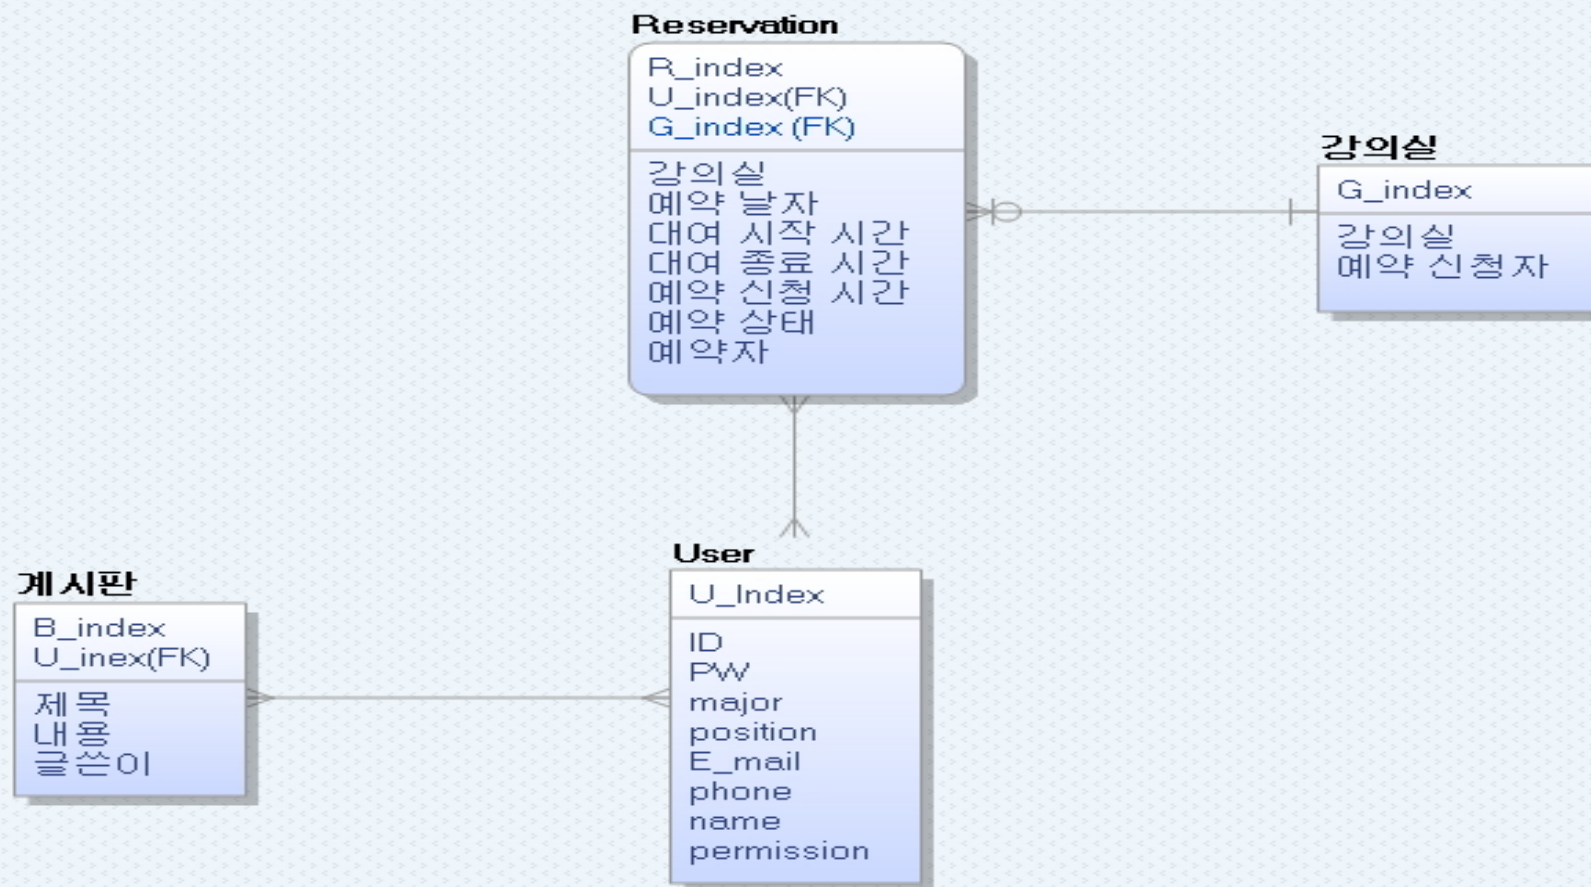 Reservation
R_index
U_index(FK)
G_index (FK)
강의실
예약 날자
대여 시작 시간
대여 종료 시간
예약 신청 시간
예약 상태
예약자
강의실
G_index
강의실
예약 신청자
User
U_Index
ID
PW
major
position
E_mail
phone
name
permission
계시판
B_index
U_inex(FK)
제목
내용
글쓴이